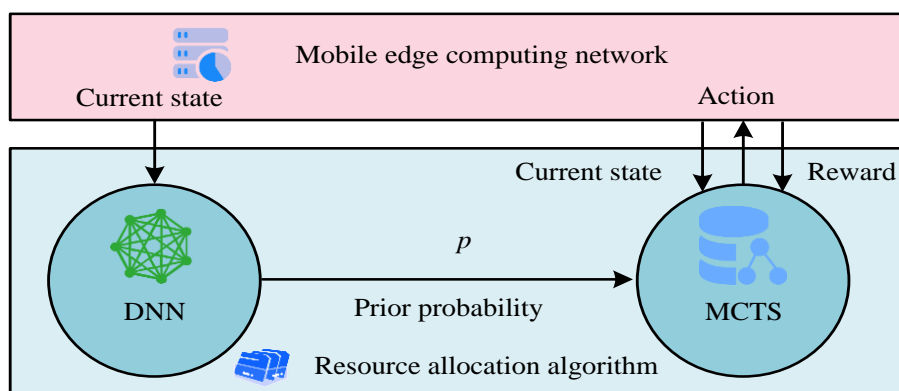 Mobile edge computing network
Current state
Action
Current state
Reward
p
DNN
Prior probability
MCTS
Resource allocation algorithm